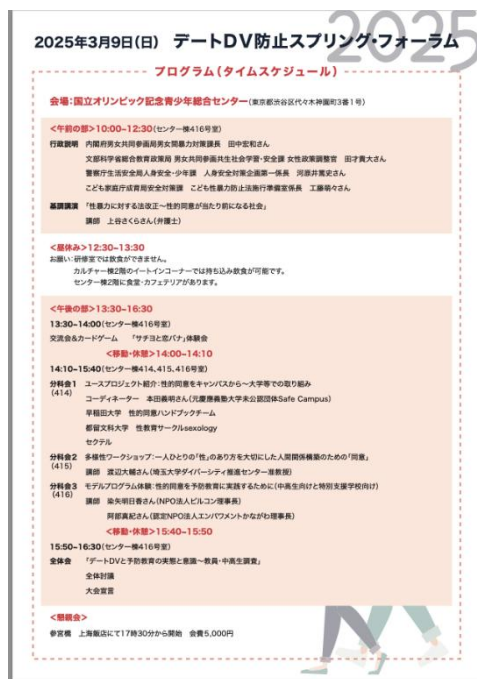 2025
2025年3月9日(日) デートDV防止スプリング・フォーラム
プログラム(タイムスケジュール)
会場:国立オリンピック記念青少年総合センター(東京都渋谷区代々木神園町3番1号)
<午前の部>10:00-12:30(センター棟416号室)
行政説明 内閣府男女共同参画局男女間暴力対策課長 田中宏和さん
文部科学省総合教育政策局 男女共同参画共生社会学習・安全課 女性政策調整官 田才貴大さん
警察庁生活安全局人身安全・少年課 人身安全対策企画第一係長 河原井寛史さん
こども家庭庁成育局安全対策課 こども性暴力防止法施行準備室係長 工藤萌々さん
基調講演 「性暴力に対する法改正〜性的同意が当たり前になる社会」
講師 上谷さくらさん(弁護士)
<昼休み>12:30-13:30
お願い:研修室では飲食ができません。
カルチャー棟2階のイートインコーナーでは持ち込み飲食が可能です。
センター棟2階に食堂・カフェテリアがあります。
<午後の部>13:30-16:30
13:30-14:00(センター棟416号室)
交流会&カードゲーム 「サチヨと恋バナ」体験会
<移動・休憩>14:00-14:10
14:10-15:40(センター棟414、415、416号室)
分科会1 ユースプロジェクト紹介:性的同意をキャンパスから〜大学等での取り組み
(414) コーディネーター 本田義明さん(元慶應義塾大学未公認団体Safe Campus)
早稲田大学 性的同意ハンドブックチーム
都留文科大学 性教育サークルsexology
セクテル
分科会2 多様性ワークショップ:一人ひとりの「性」のあり方を大切にした人間関係構築のための「同意」
(415) 講師 渡辺大輔さん(埼玉大学ダイバーシティ推進センター准教授)
分科会3 モデルプログラム体験:性的同意を予防教育に実践するために(中高生向けと特別支援学校向け)
(416) 講師 染矢明日香さん(NPO法人ピルコン理事長)
阿部真紀さん(認定NPO法人エンパワメントかながわ理事長)
<移動・休憩>15:40-15:50
15:50-16:30(センター棟416号室)
全体会 「デートDVと予防教育の実態と意識〜教員・中高生調査」
全体討議
大会宣言
<懇親会>
参宮橋 上海飯店にて17時30分から開始 会費5,000円